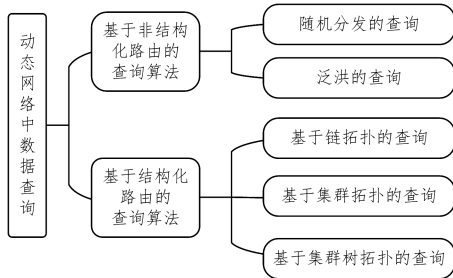 动态网络中数据查询
基于非结构
化路由的
查询算法
随机分发的查询
泛洪的查询
基于结构化
路由的
查询算法
基于链拓扑的查询
基于集群拓扑的查询
基于集群树拓扑的查询